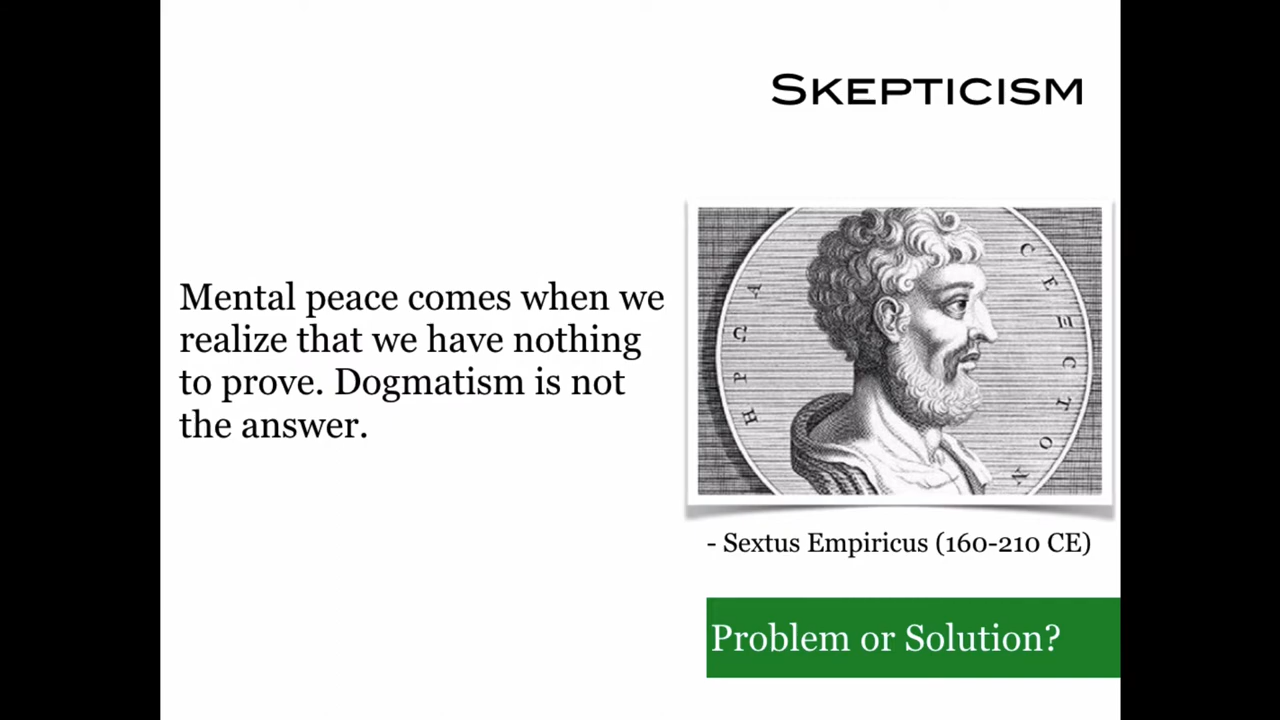 SKEPTICISM
Mental peace comes when we
realize that we have nothing
to prove. Dogmatism is not
the answer.
- Sextus Empiricus (160-210 CE)
Problem or Solution?